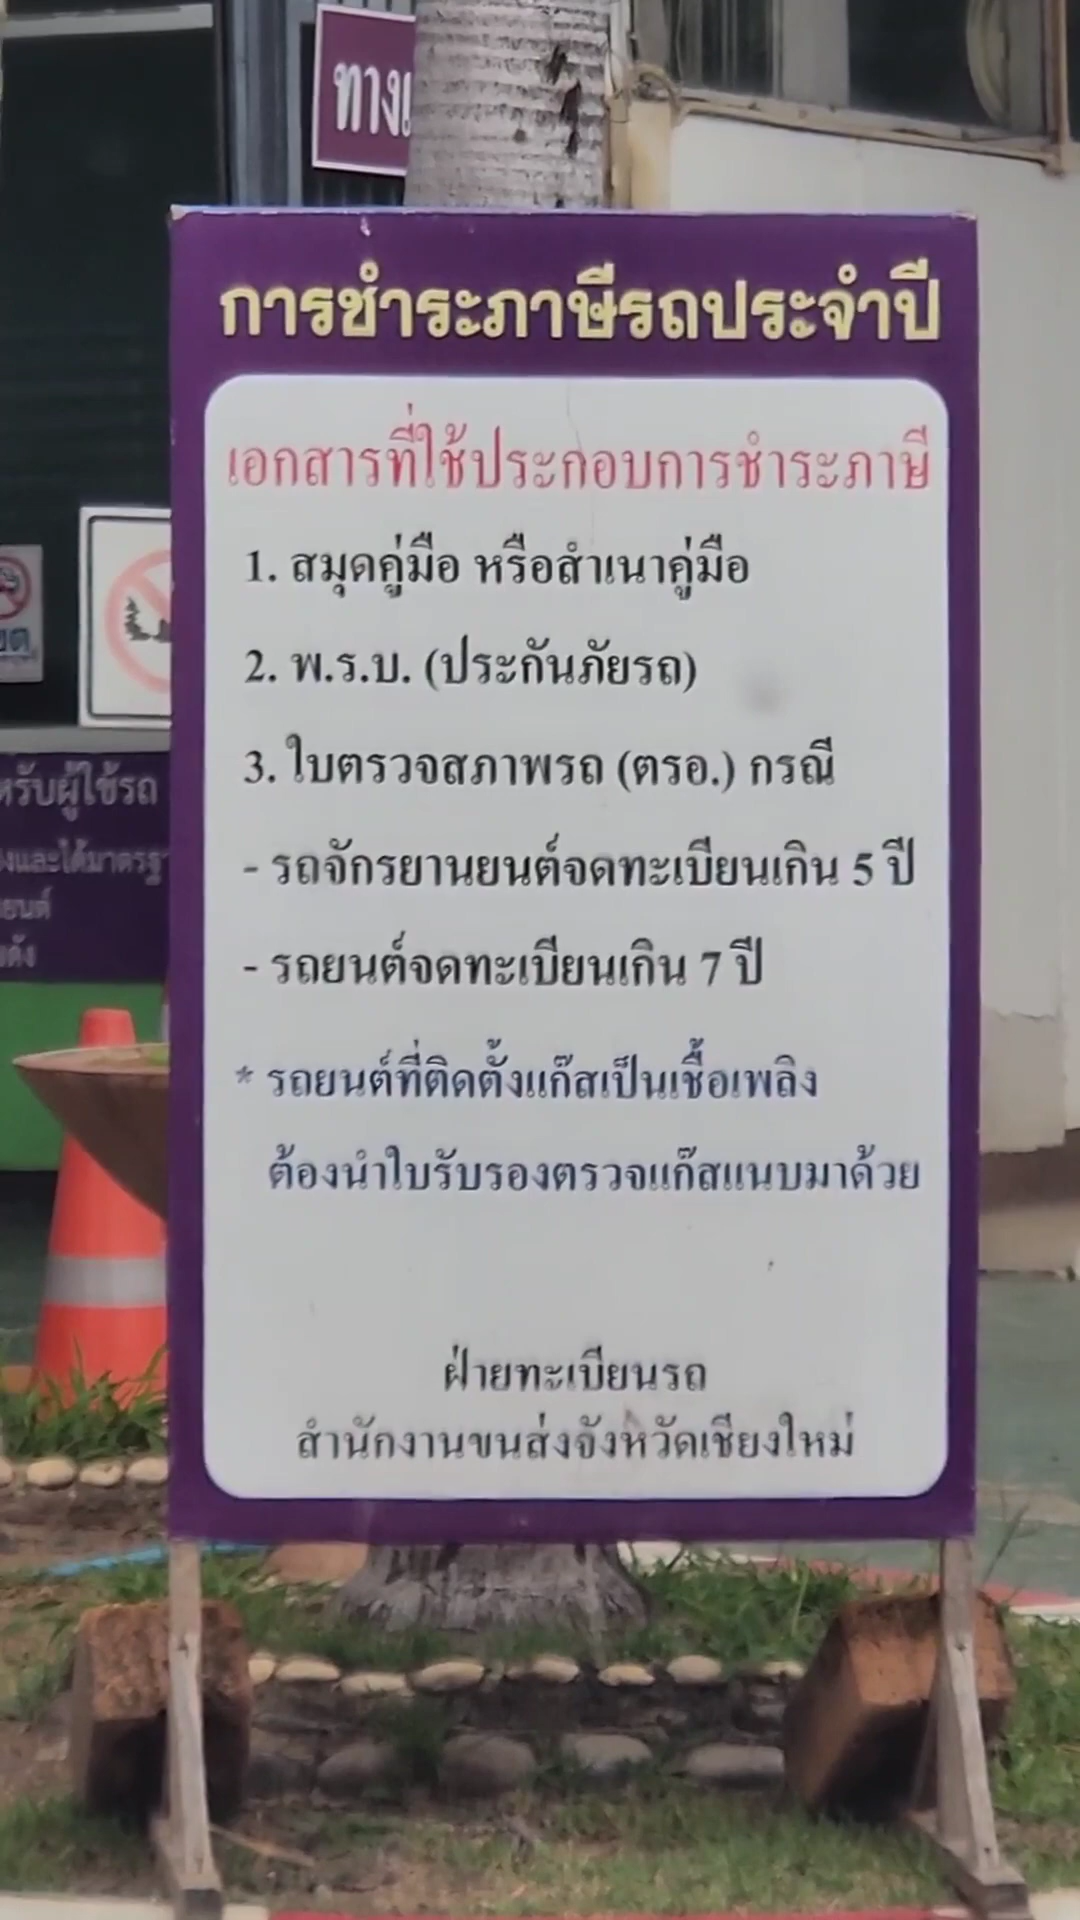 การชำระภาษีรถประจำปี
เอกสารที่ใช้ประกอบการชำระภาษี
1. สมุดคู่มือ หรือสำเนาคู่มือ
2. พ.ร.บ. (ประกันภัยรถ)
3. ใบตรวจสภาพรถ (ตรอ.) กรณี
- รถจักรยานยนต์จดทะเบียนเกิน 5 ปี
- รถยนต์จดทะเบียนเกิน 7 ปี
* รถยนต์ที่ติดตั้งแก๊สเป็นเชื้อเพลิง
ต้องนำใบรับรองตรวจแก๊สแนบมาด้วย
ฝ่ายทะเบียนรถ
สำนักงานขนส่งจังหวัดเชียงใหม่